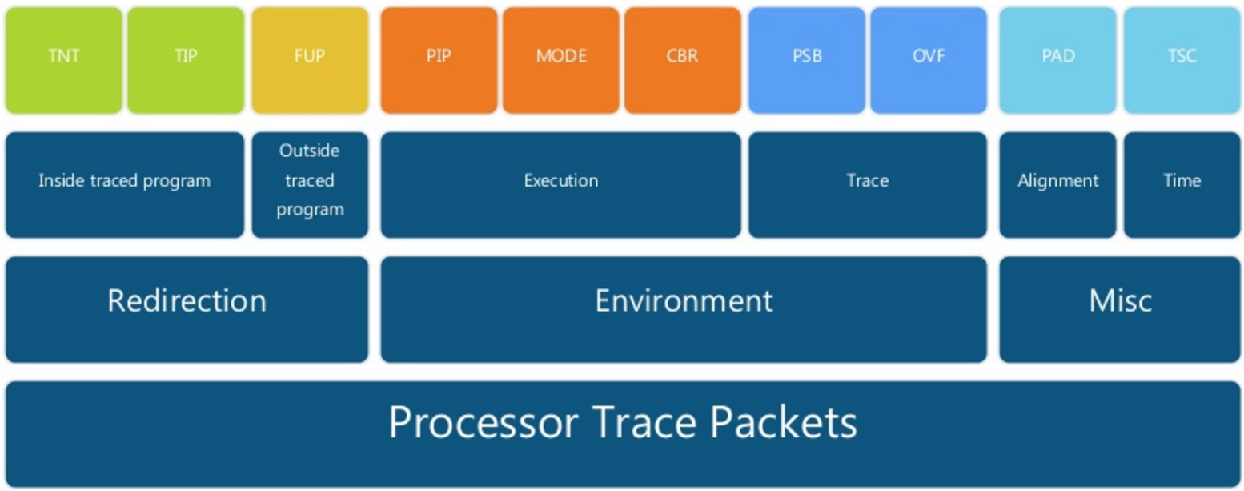 TNT
TIP
FUP
PIP
MODE
CBR
PSB
OVF
PAD
TSC
Inside traced program
Outside
traced
program
Execution
Trace
Alignment
Time
Redirection
Environment
Misc
Processor Trace Packets